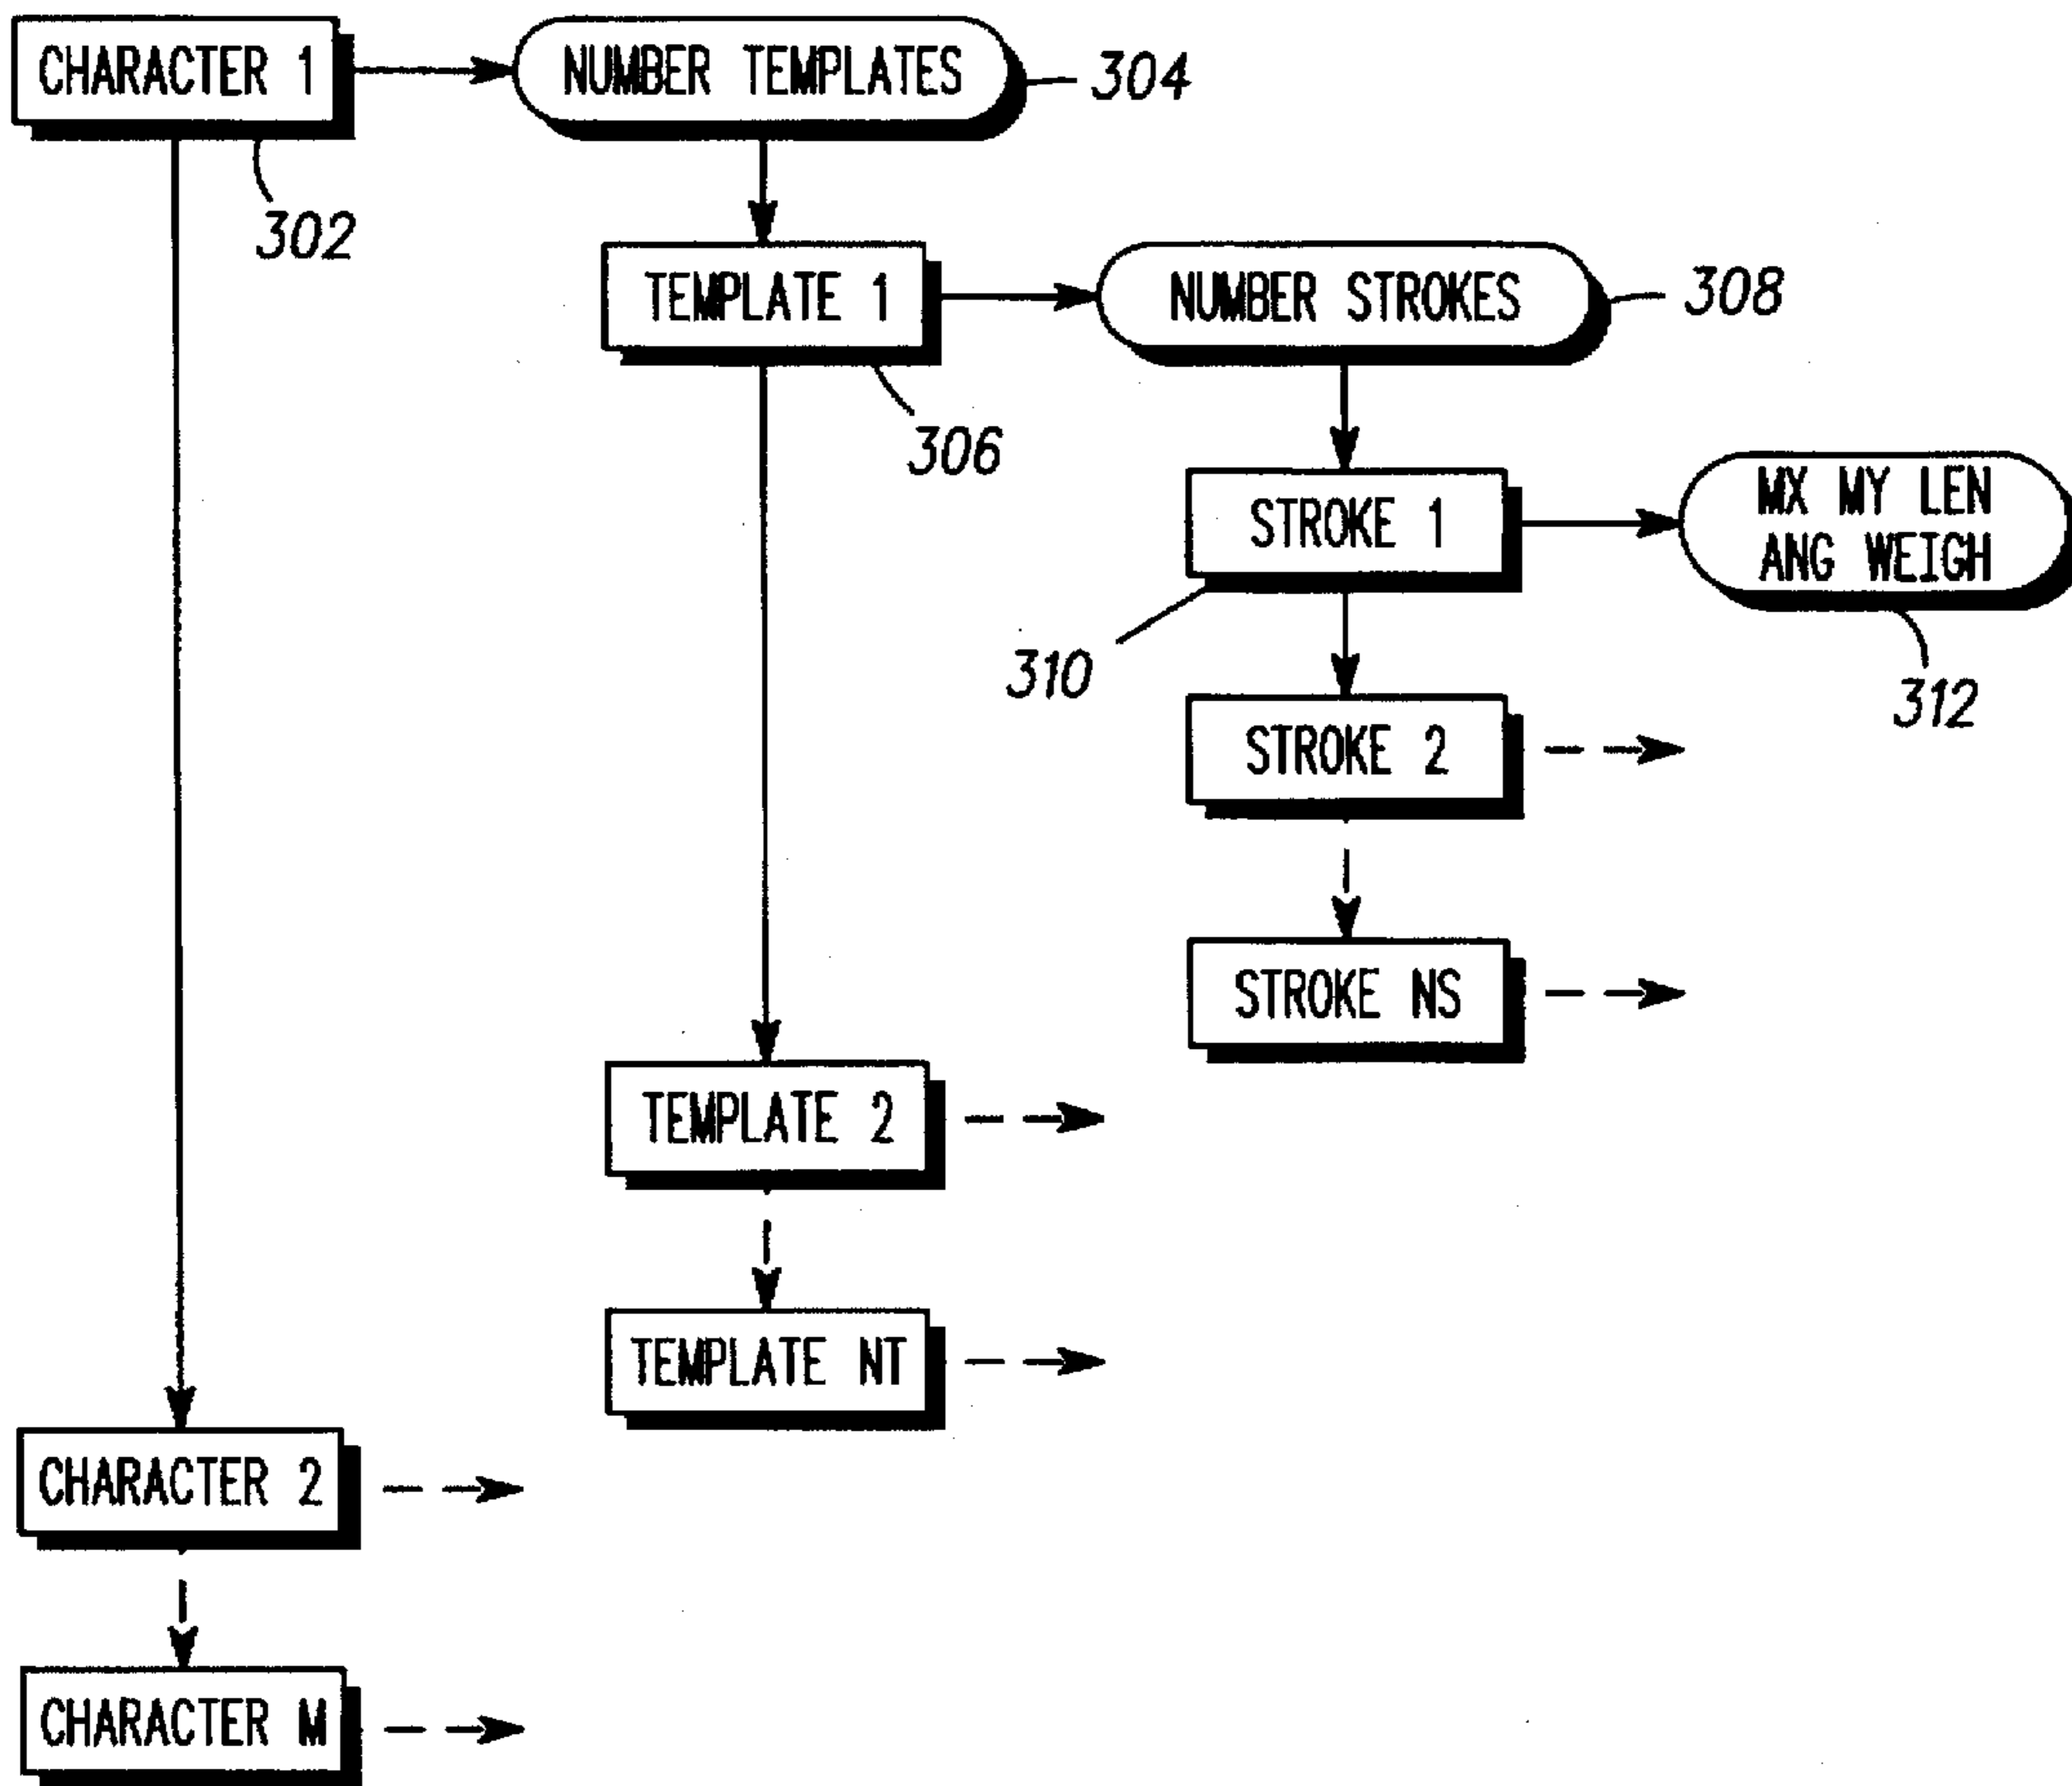 CHARACTER 1
NUMBER TEMPLATES
304
302
TEMPLATE 1
NUMBER STROKES
308
306
STROKE 1
MX MY LEN
ANG WEIGH
310
312
STROKE 2
STROKE NS
TEMPLATE 2
TEMPLATE NT
CHARACTER 2
CHARACTER M